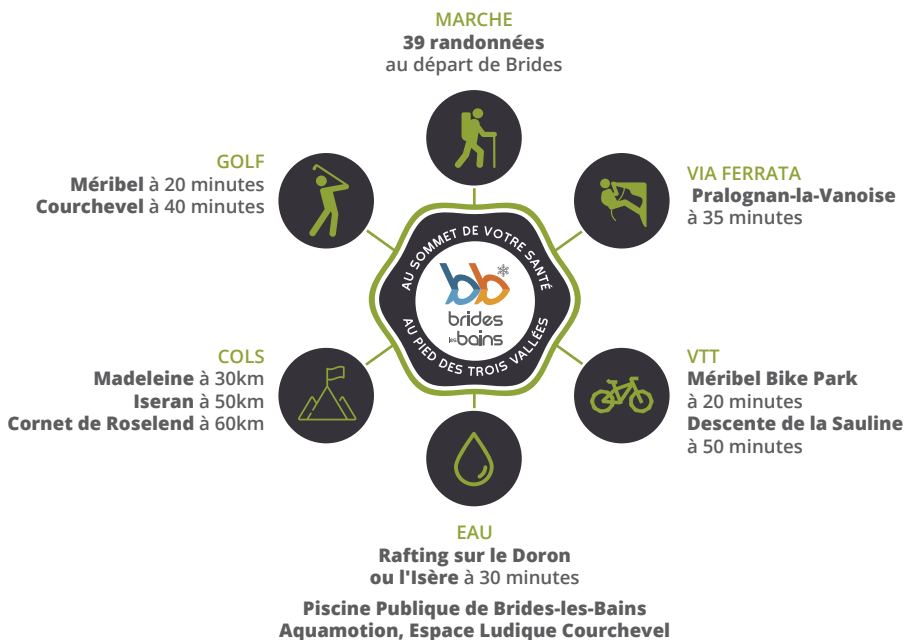 MARCHE
39 randonnées
au départ de Brides
GOLF
Méribel à 20 minutes
Courchevel à 40 minutes
VIA FERRATA
Pralognan-la-Vanoise
à 35 minutes
AU SOMMET DE VOTRE SANTÉ
bb
brides
les bains
AU PIED DES TROIS VALLÉES
COLS
Madeleine à 30km
Iseran à 50km
Cornet de Roselend à 60km
VTT
Méribel Bike Park
à 20 minutes
Descente de la Sauline
à 50 minutes
EAU
Rafting sur le Doron
ou l'Isère à 30 minutes
Piscine Publique de Brides-les-Bains
Aquamotion, Espace Ludique Courchevel